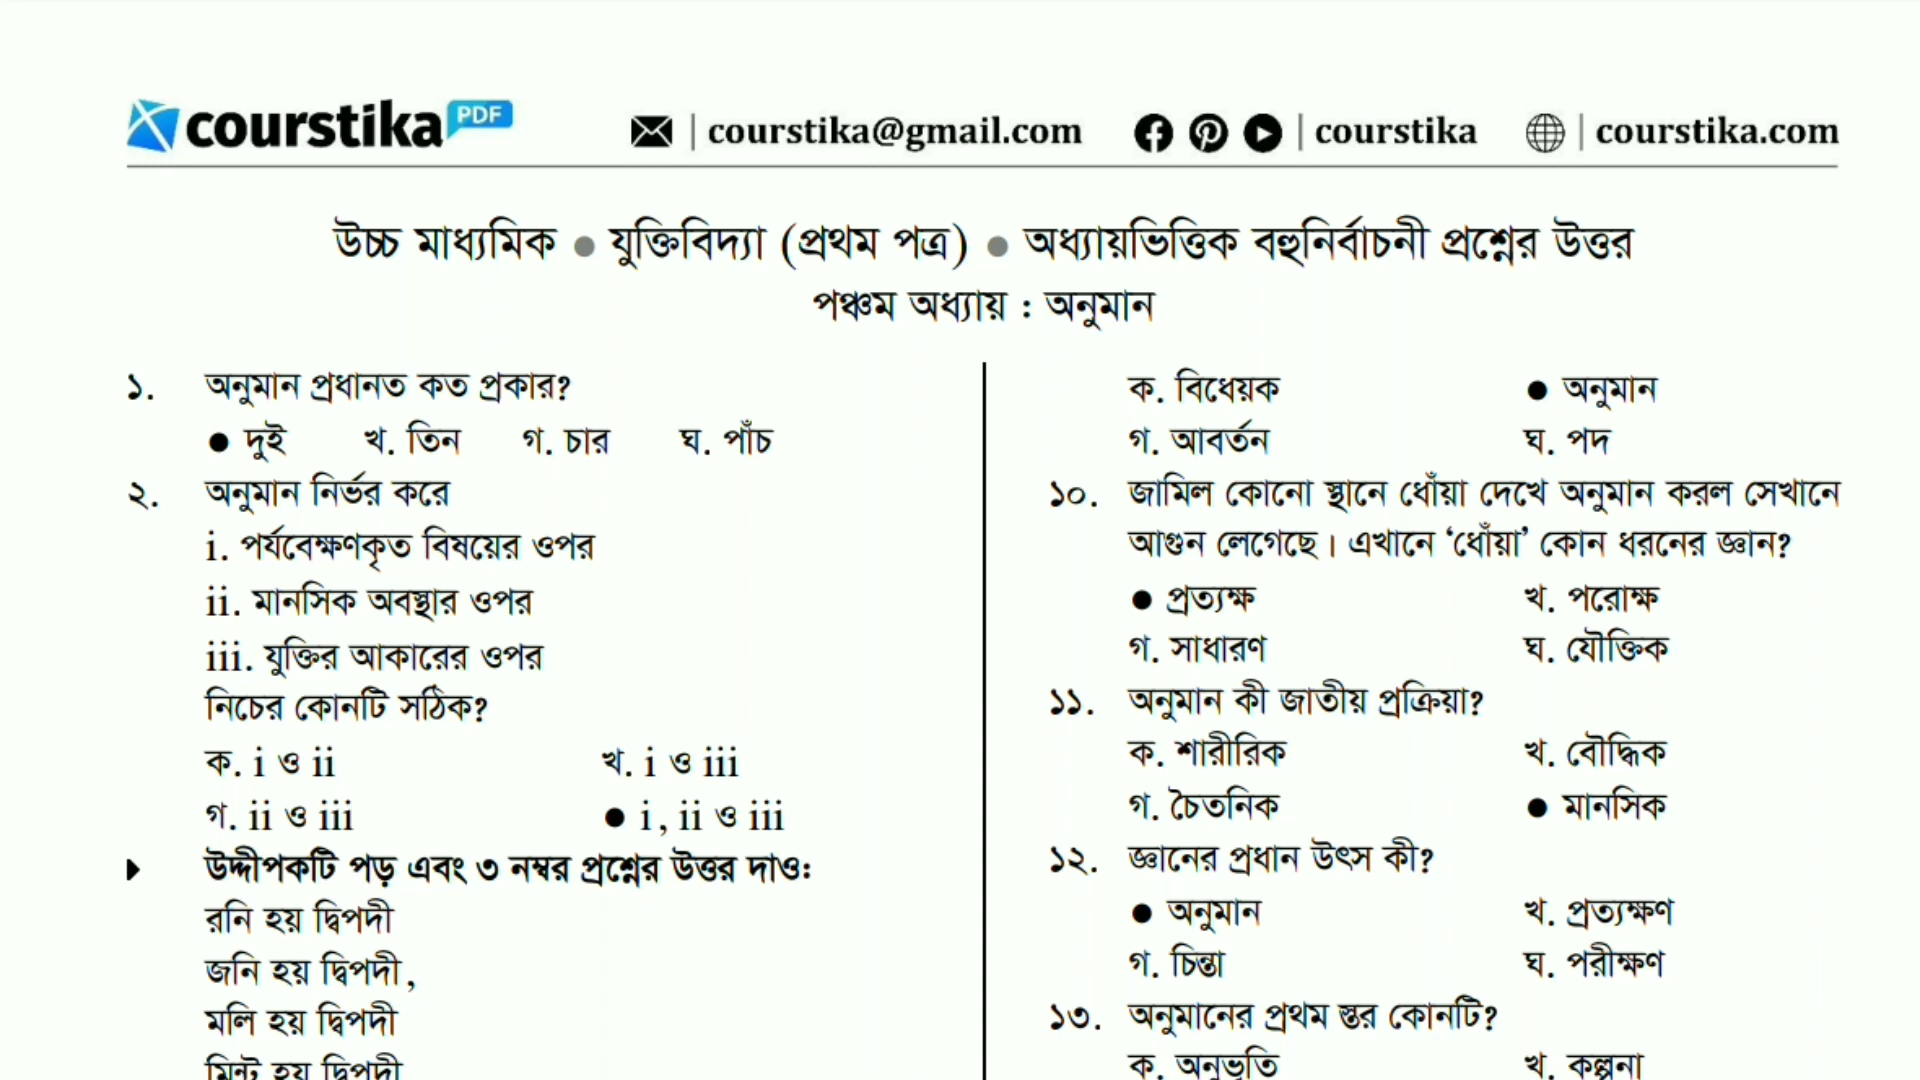 courstika PDF | courstika@gmail.com | courstika | courstika.com
উচ্চ মাধ্যমিক ● যুক্তিবিদ্যা (প্রথম পত্র) ● অধ্যায়ভিত্তিক বহুনির্বাচনী প্রশ্নের উত্তর
পঞ্চম অধ্যায় : অনুমান
১. অনুমান প্রধানত কত প্রকার?
● দুই খ. তিন গ. চার ঘ. পাঁচ
২. অনুমান নির্ভর করে
i. পর্যবেক্ষণকৃত বিষয়ের ওপর
ii. মানসিক অবস্থার ওপর
iii. যুক্তির আকারের ওপর
নিচের কোনটি সঠিক?
ক. i ও ii খ. i ও iii
গ. ii ও iii ● i, ii ও iii
উদ্দীপকটি পড় এবং ৩ নম্বর প্রশ্নের উত্তর দাও:
রনি হয় দ্বিপদী
জনি হয় দ্বিপদী,
মলি হয় দ্বিপদী
মিন্টু হয় দ্বিপদী
ক. বিধেয়ক ● অনুমান
গ. আবর্তন ঘ. পদ
১০. জামিল কোনো স্থানে ধোঁয়া দেখে অনুমান করল সেখানে
আগুন লেগেছে। এখানে ‘ধোঁয়া’ কোন ধরনের জ্ঞান?
● প্রত্যক্ষ খ. পরোক্ষ
গ. সাধারণ ঘ. যৌক্তিক
১১. অনুমান কী জাতীয় প্রক্রিয়া?
ক. শারীরিক খ. বৌদ্ধিক
গ. চৈতনিক ● মানসিক
১২. জ্ঞানের প্রধান উৎস কী?
● অনুমান খ. প্রত্যক্ষণ
গ. চিন্তা ঘ. পরীক্ষণ
১৩. অনুমানের প্রথম স্তর কোনটি?
ক. অনুভূতি খ. কল্পনা